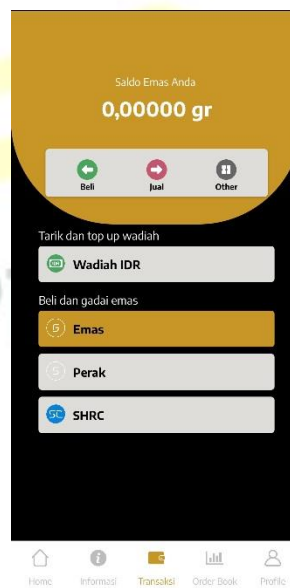 Saldo Emas Anda
0,00000 gr
Beli Jual Other
Tarik dan top up wadiah
Wadiah IDR
Beli dan gadai emas
Emas
Perak
SHRC
Home Informasi Transaksi Order Book Profile